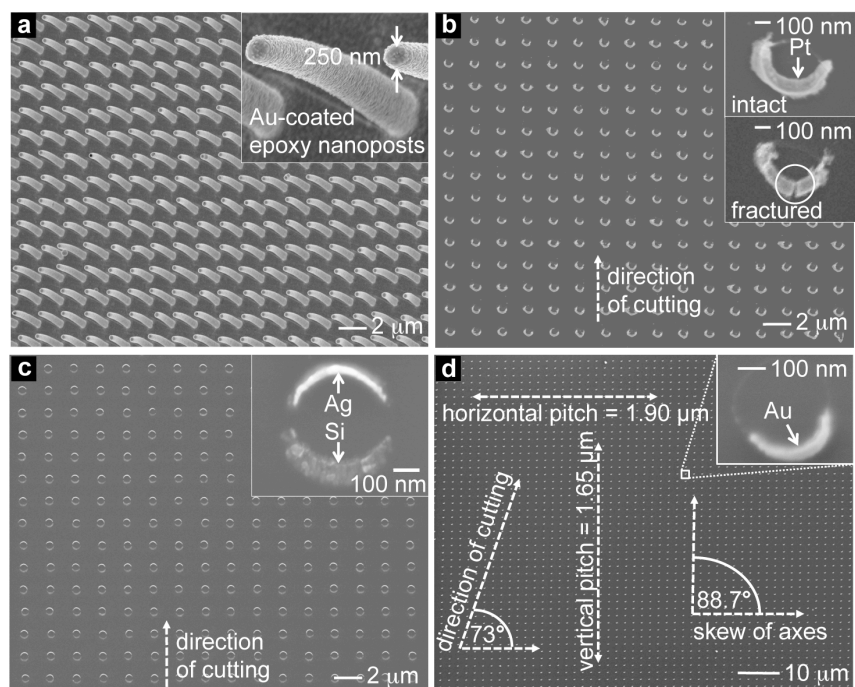 a
250 nm
Au-coated
epoxy nanoposts
2 μm
b
100 nm
Pt
intact
100 nm
fractured
direction
of cutting
2 μm
c
Ag
Si
100 nm
direction
of cutting
2 μm
d
100 nm
Au
horizontal pitch = 1.90 μm
vertical pitch = 1.65 μm
direction of cutting
73°
88.7°
skew of axes
10 μm